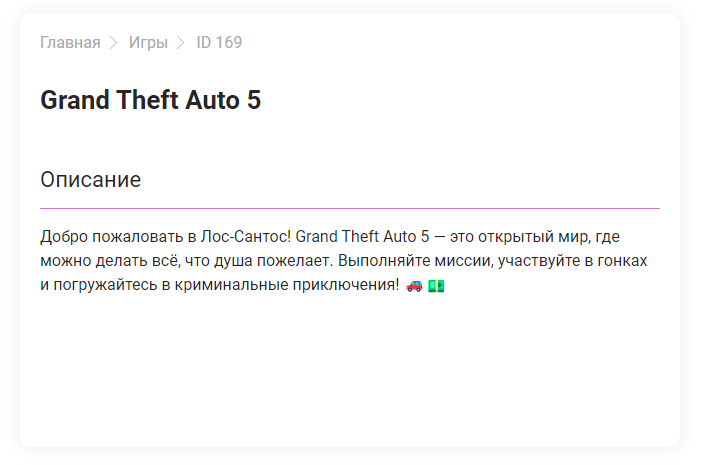 Главная > Игры > ID 169
Grand Theft Auto 5
Описание
Добро пожаловать в Лос-Сантос! Grand Theft Auto 5 — это открытый мир, где
можно делать всё, что душа пожелает. Выполняйте миссии, участвуйте в гонках
и погружайтесь в криминальные приключения! 🚗 💵